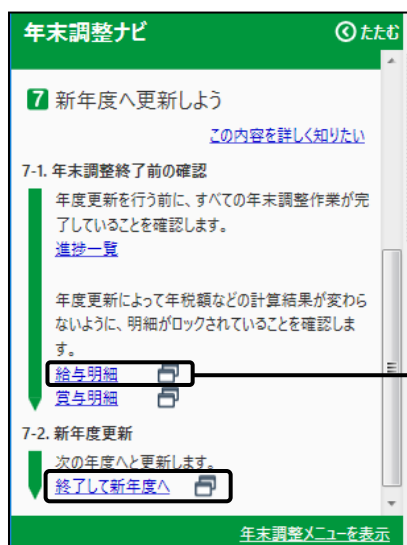 年末調整ナビ
たたむ
7 新年度へ更新しよう
この内容を詳しく知りたい
7-1. 年末調整終了前の確認
年度更新を行う前に、すべての年末調整作業が完
了していることを確認します。
進捗一覧
年度更新によって年税額などの計算結果が変わら
ないように、明細がロックされていることを確認しま
す。
給与明細
賞与明細
7-2. 新年度更新
次の年度へと更新します。
終了して新年度へ
年末調整メニューを表示